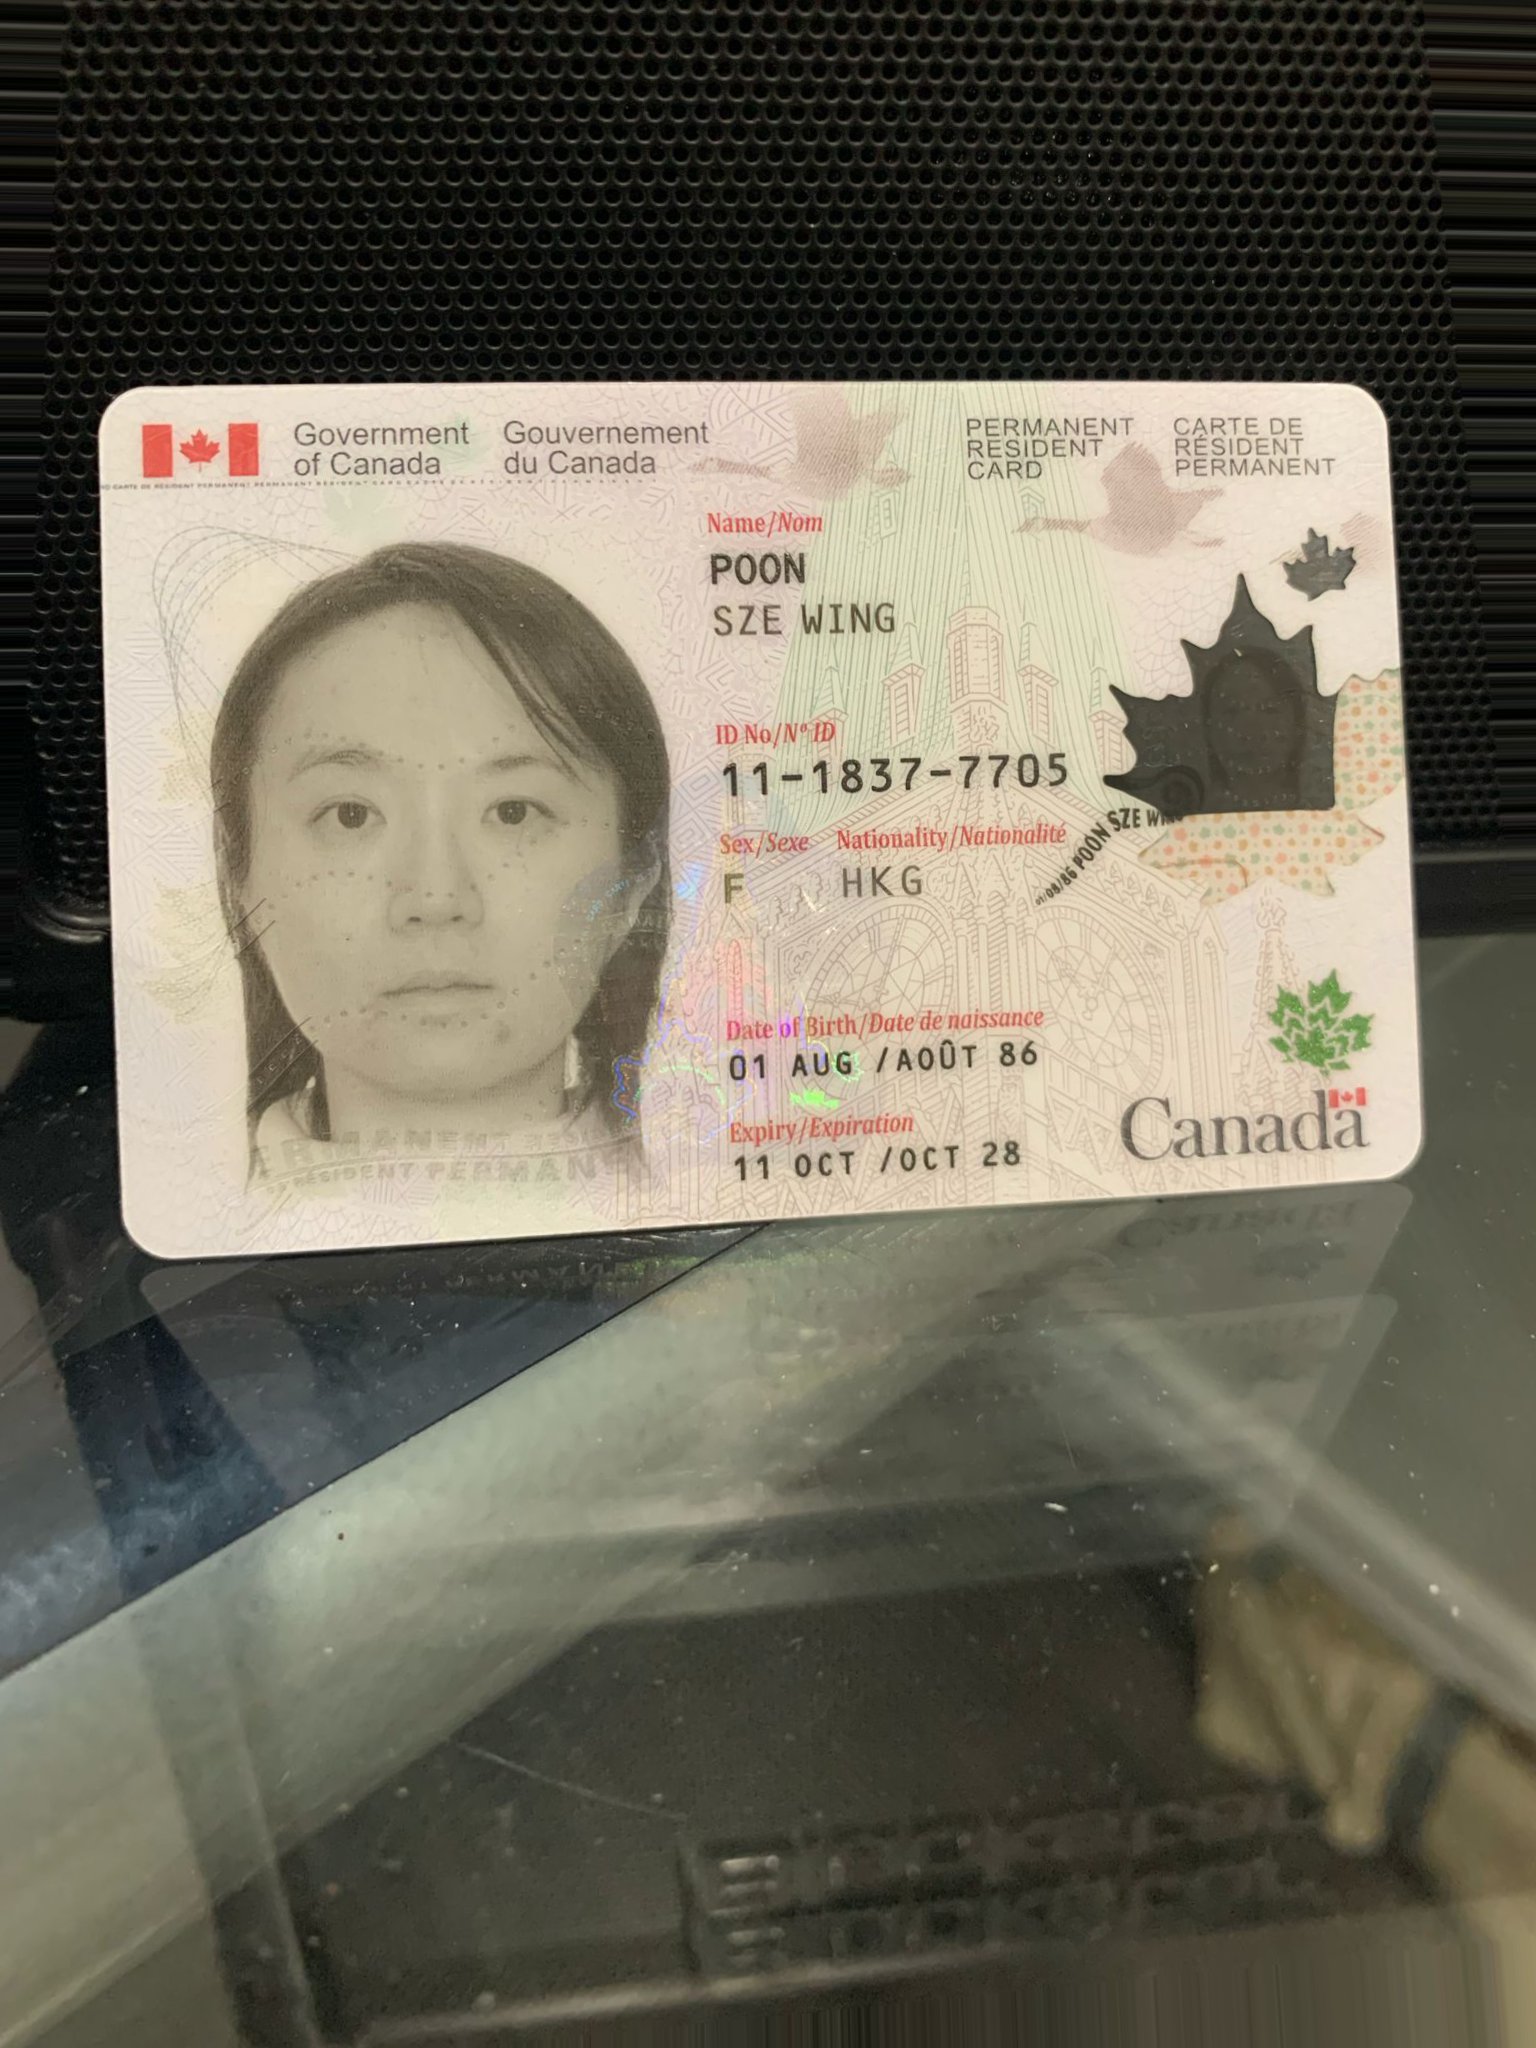 Government of Canada
Gouvernement du Canada
PERMANENT RESIDENT CARD
CARTE DE RÉSIDENT PERMANENT
Name/Nom
POON
SZE WING
ID No/Nº ID
11-1837-7705
Sex/Sexe Nationality/Nationalité
F HKG
01/08/86 POON SZE WING
Date of Birth/Date de naissance
01 AUG /AOÛT 86
Expiry/Expiration
11 OCT /OCT 28
Canada